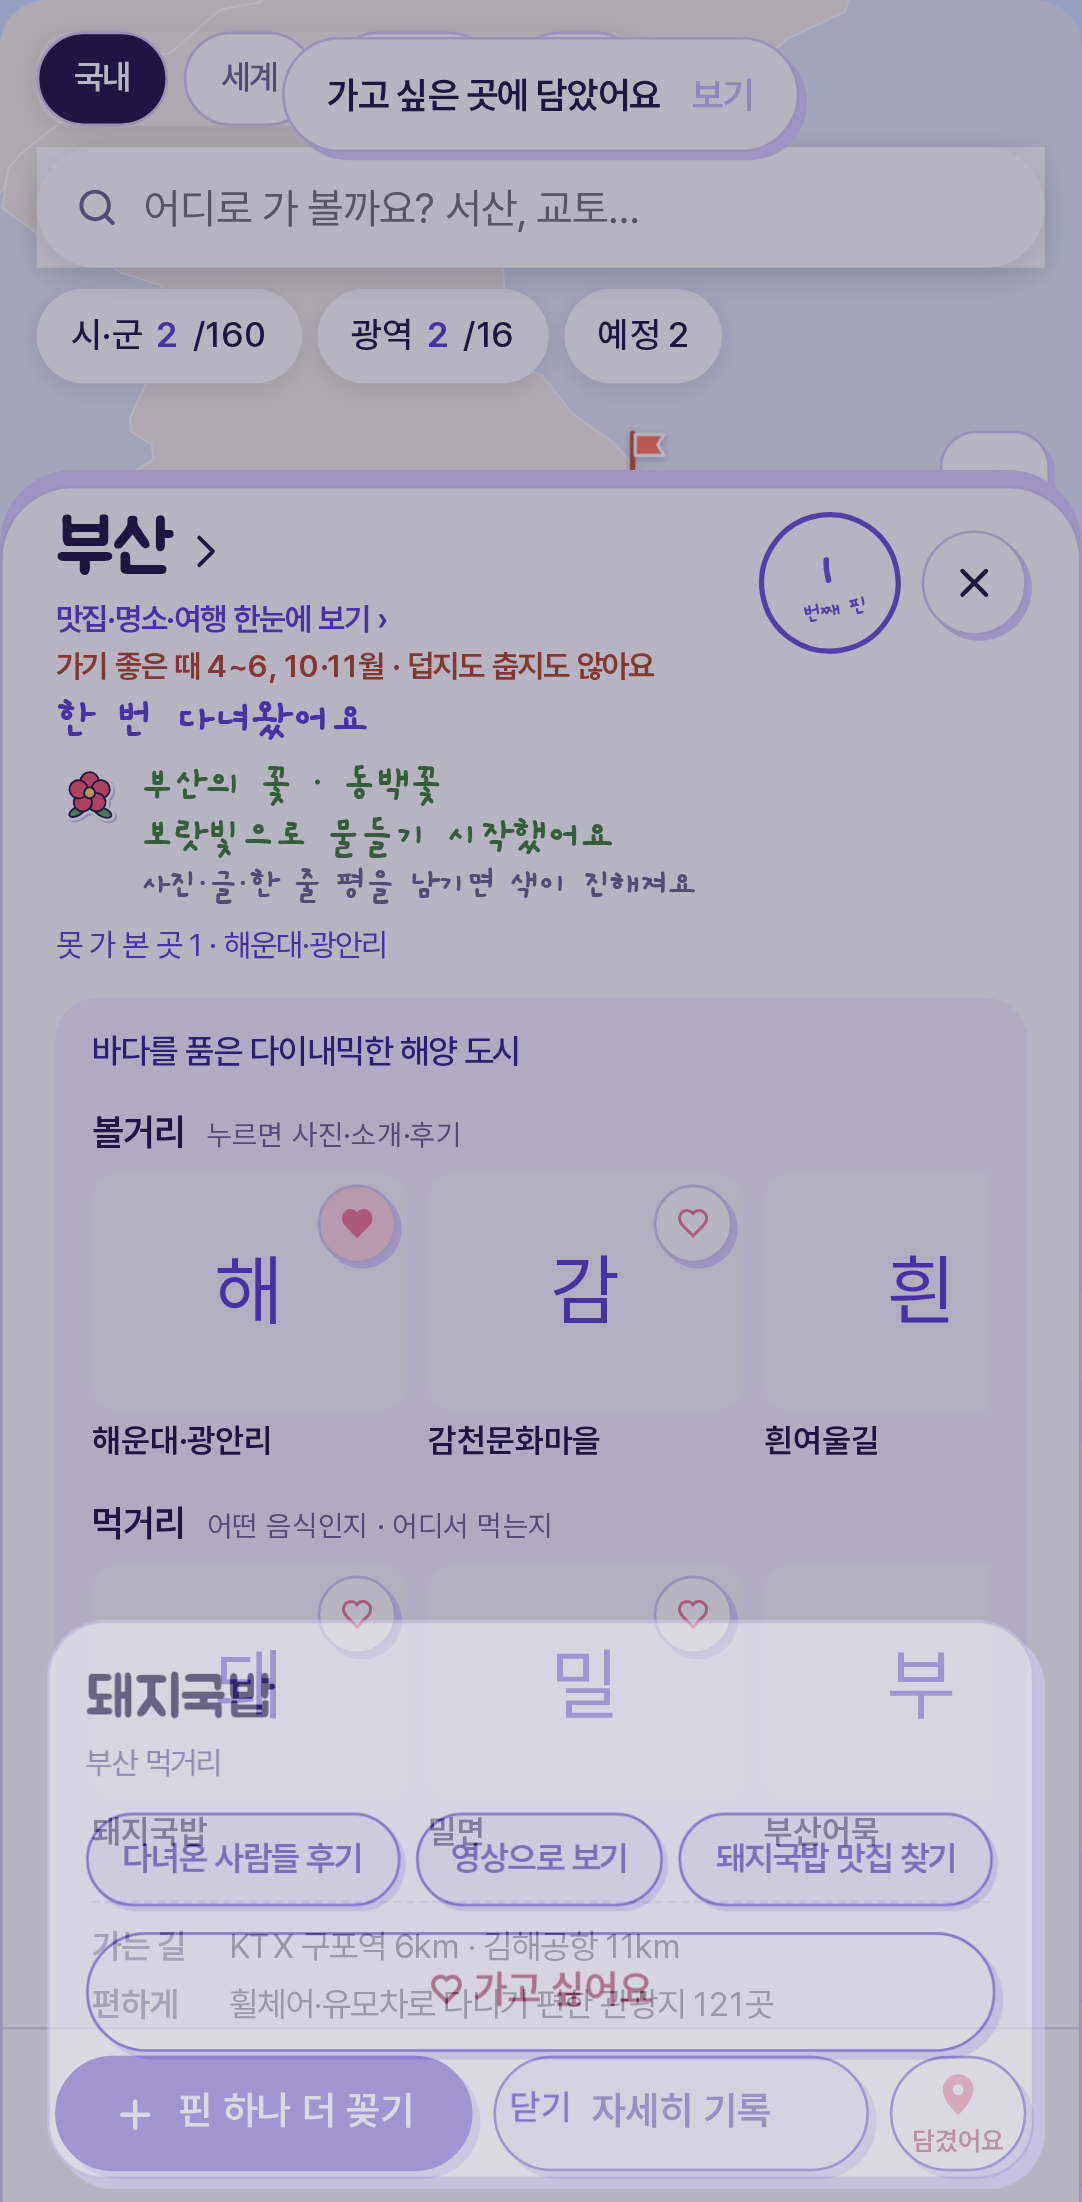 국내 세계
가고 싶은 곳에 담았어요 보기
어디로 가 볼까요? 서산, 교토...
시·군 2 /160 광역 2 /16 예정 2
부산 >
1
번째 핀
맛집·명소·여행 한눈에 보기 ›
가기 좋은 때 4~6, 10·11월 · 덥지도 춥지도 않아요
한 번 다녀왔어요
부산의 꽃 · 동백꽃
보랏빛으로 물들기 시작했어요
사진·글·한 줄 평을 남기면 색이 진해져요
못 가 본 곳 1 · 해운대·광안리
바다를 품은 다이내믹한 해양 도시
볼거리 누르면 사진·소개·후기
해 감 흰
해운대·광안리 감천문화마을 흰여울길
먹거리 어떤 음식인지 · 어디서 먹는지
돼 밀 부
돼지국밥
부산 먹거리
돼지국밥 밀면 부산어묵
다녀온 사람들 후기 영상으로 보기 돼지국밥 맛집 찾기
가는 길 KTX 구포역 6km · 김해공항 11km
가고 싶어요
편하게 휠체어·유모차로 다니기 편한 관광지 121곳
+ 핀 하나 더 꽂기 닫기 자세히 기록 담겼어요